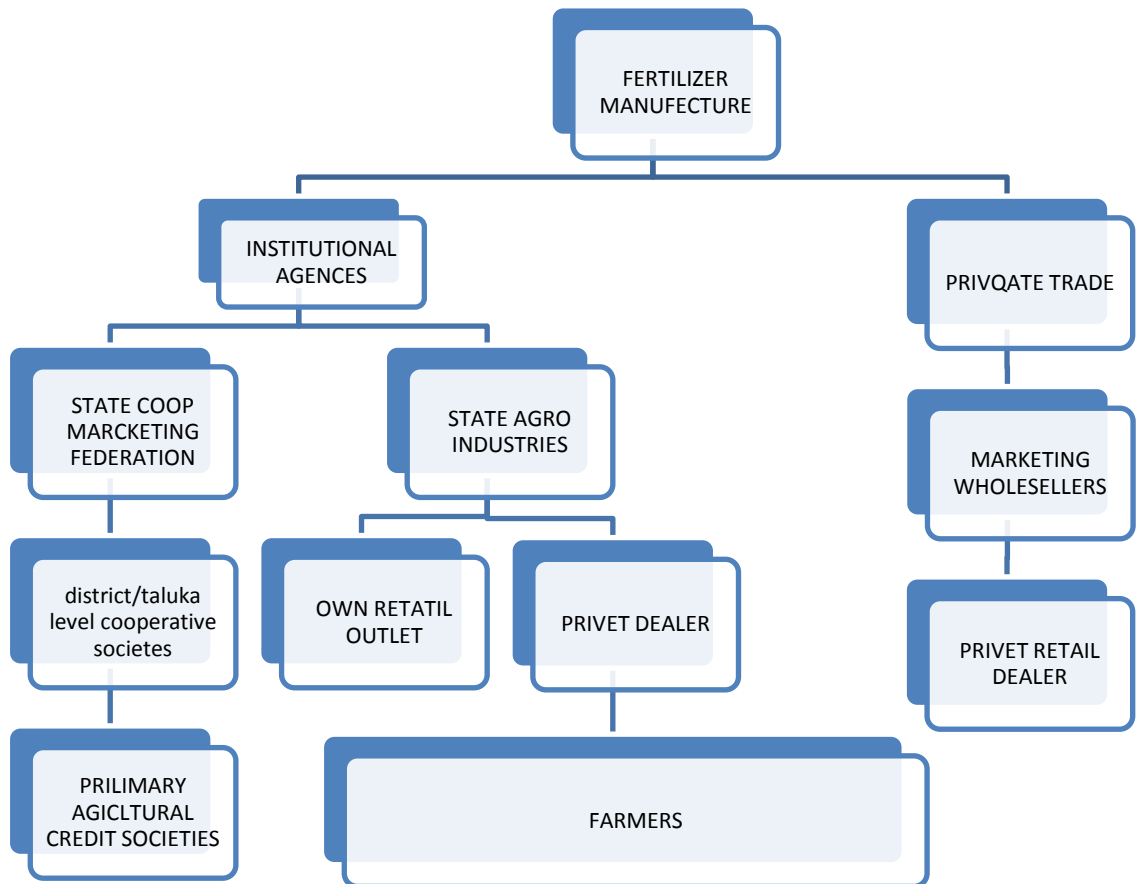 FERTILIZER
MANUFECTURE
INSTITUTIONAL
AGENCES
PRIVQATE TRADE
STATE COOP
MARCKETING
FEDERATION
STATE AGRO
INDUSTRIES
MARKETING
WHOLESELLERS
district/taluka
level cooperative
societes
OWN RETATIL
OUTLET
PRIVET DEALER
PRIVET RETAIL
DEALER
PRILIMARY
AGICLTURAL
CREDIT SOCIETIES
FARMERS